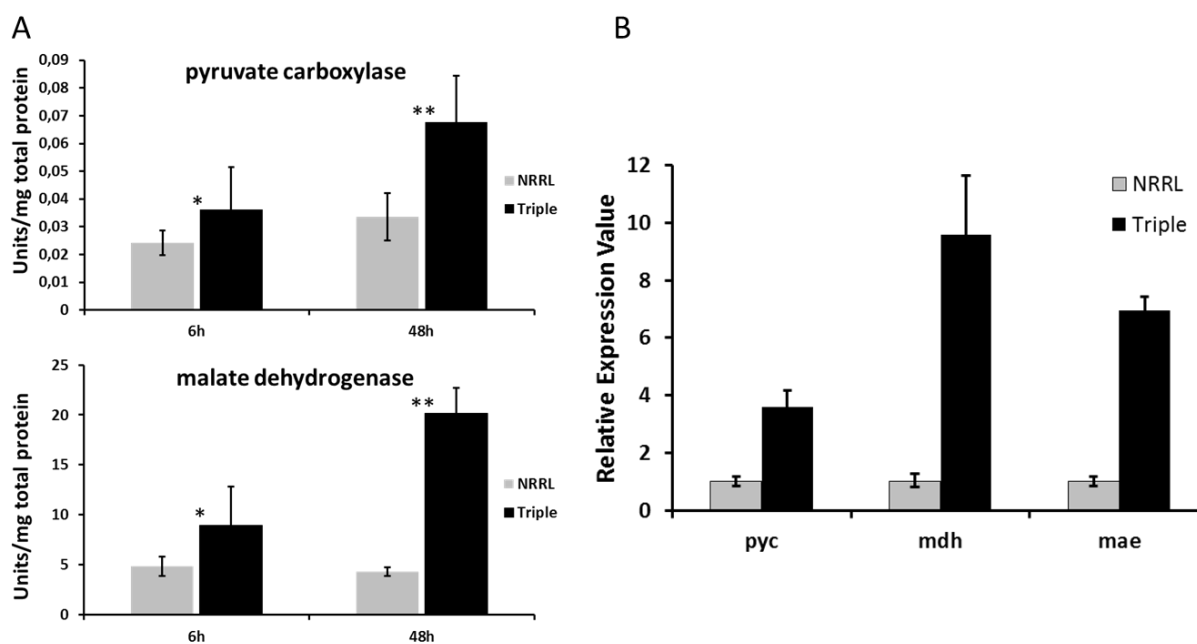 A
pyruvate carboxylase
Units/mg total protein
0,09
0,08
0,07
0,06
0,05
0,04
0,03
0,02
0,01
0
*
**
NRRL
Triple
6h 48h
malate dehydrogenase
Units/mg total protein
25
20
15
10
5
0
*
**
NRRL
Triple
6h 48h
B
Relative Expression Value
12
10
8
6
4
2
0
NRRL
Triple
pyc mdh mae